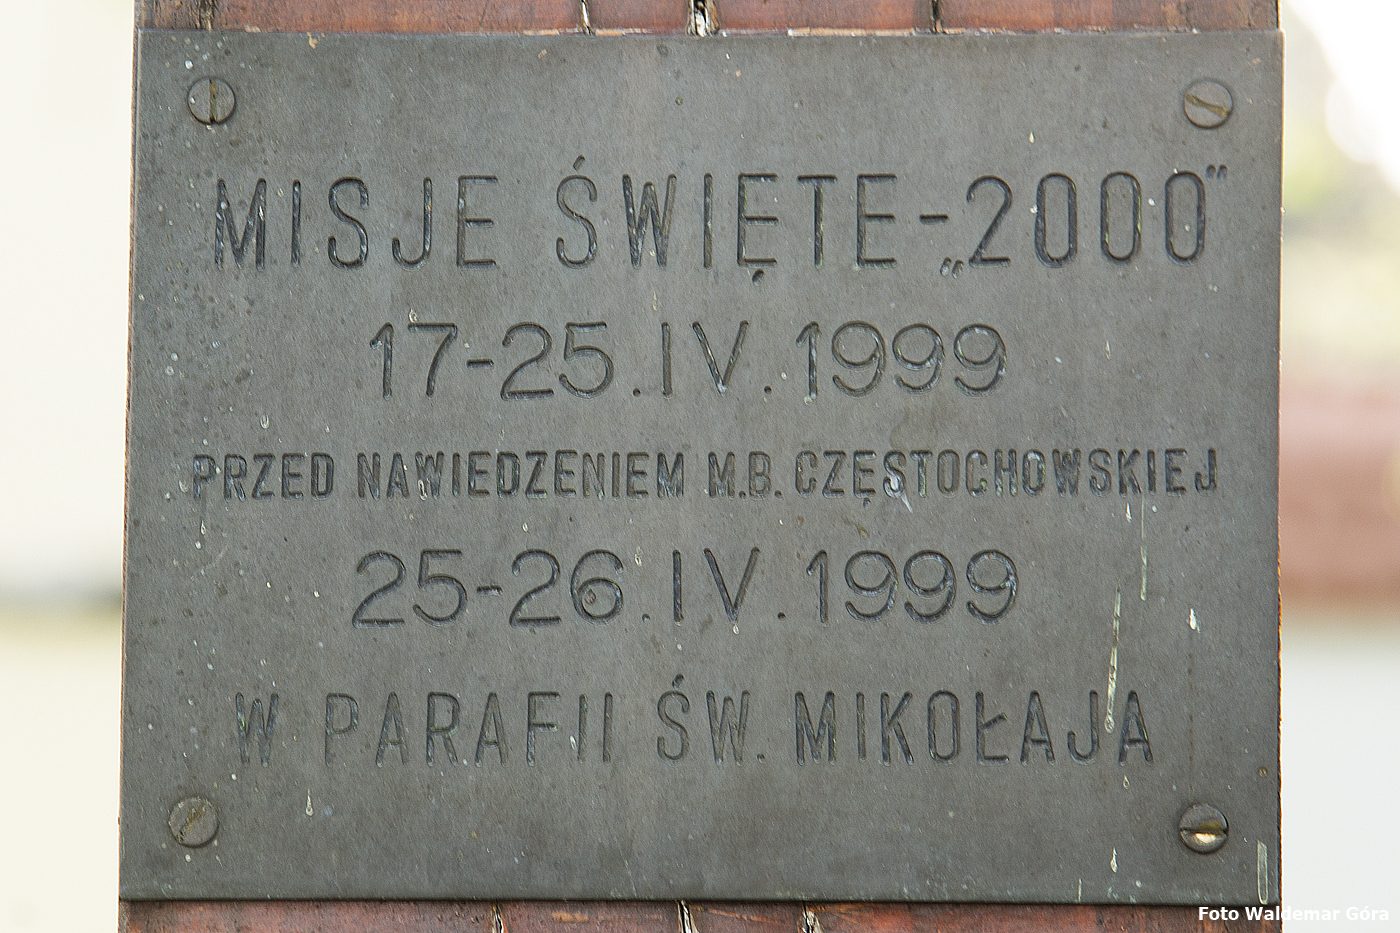 MISJE ŚWIĘTE-„2000“
17-25.IV.1999
PRZED NAWIEDZENIEM M.B. CZĘSTOCHOWSKIEJ
25-26.IV.1999
W PARAFII ŚW. MIKOŁAJA
Foto Waldemar Góra